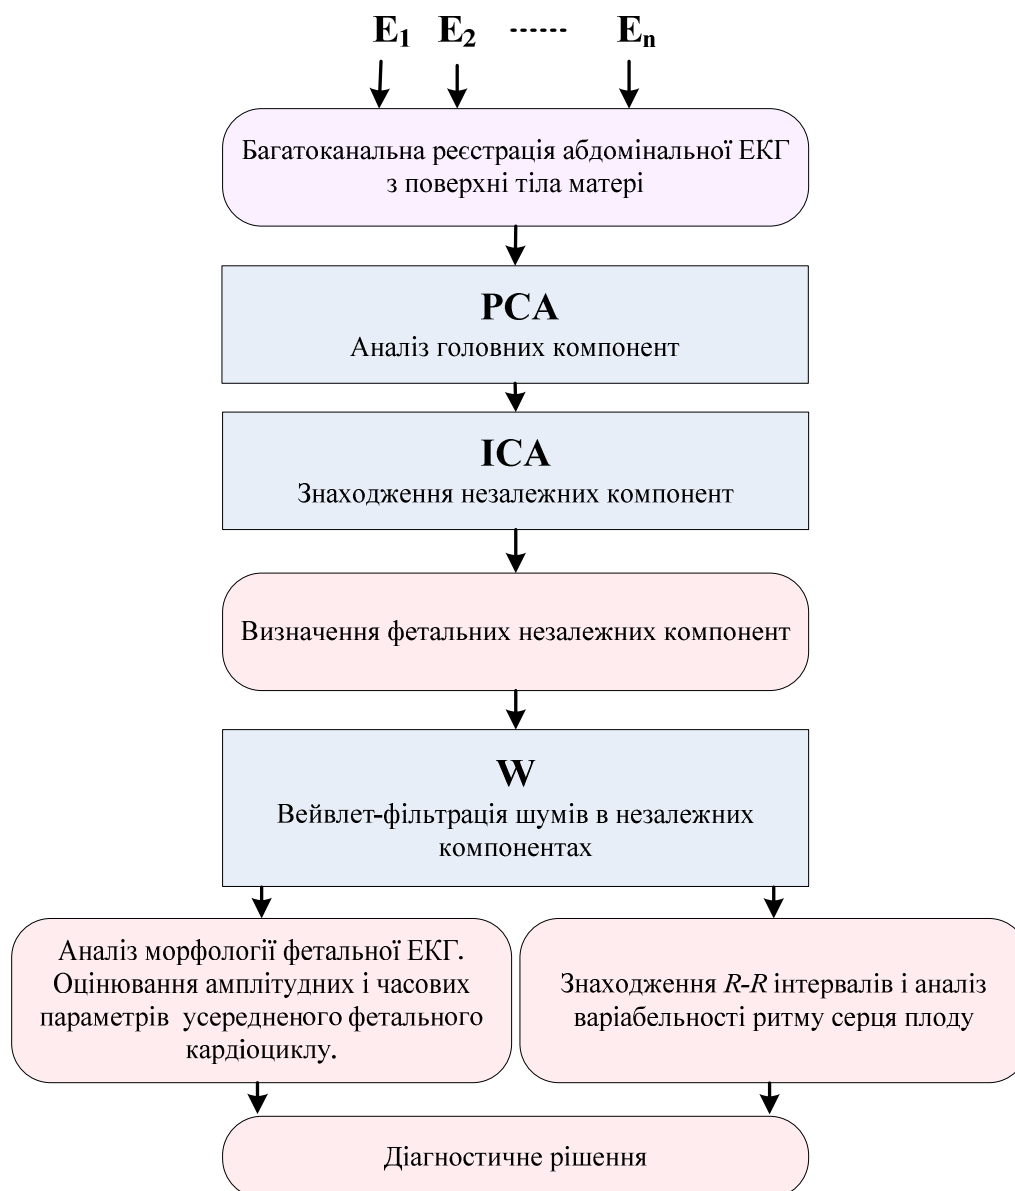 E1 E2 ------ En
Багатоканальна реєстрація абдомінальної ЕКГ
з поверхні тіла матері
PCA
Аналіз головних компонент
ICA
Знаходження незалежних компонент
Визначення фетальних незалежних компонент
W
Вейвлет-фільтрація шумів в незалежних
компонентах
Аналіз морфології фетальної ЕКГ.
Оцінювання амплітудних і часових
параметрів усередненого фетального
кардіоциклу.
Знаходження R-R інтервалів і аналіз
варіабельності ритму серця плоду
Діагностичне рішення